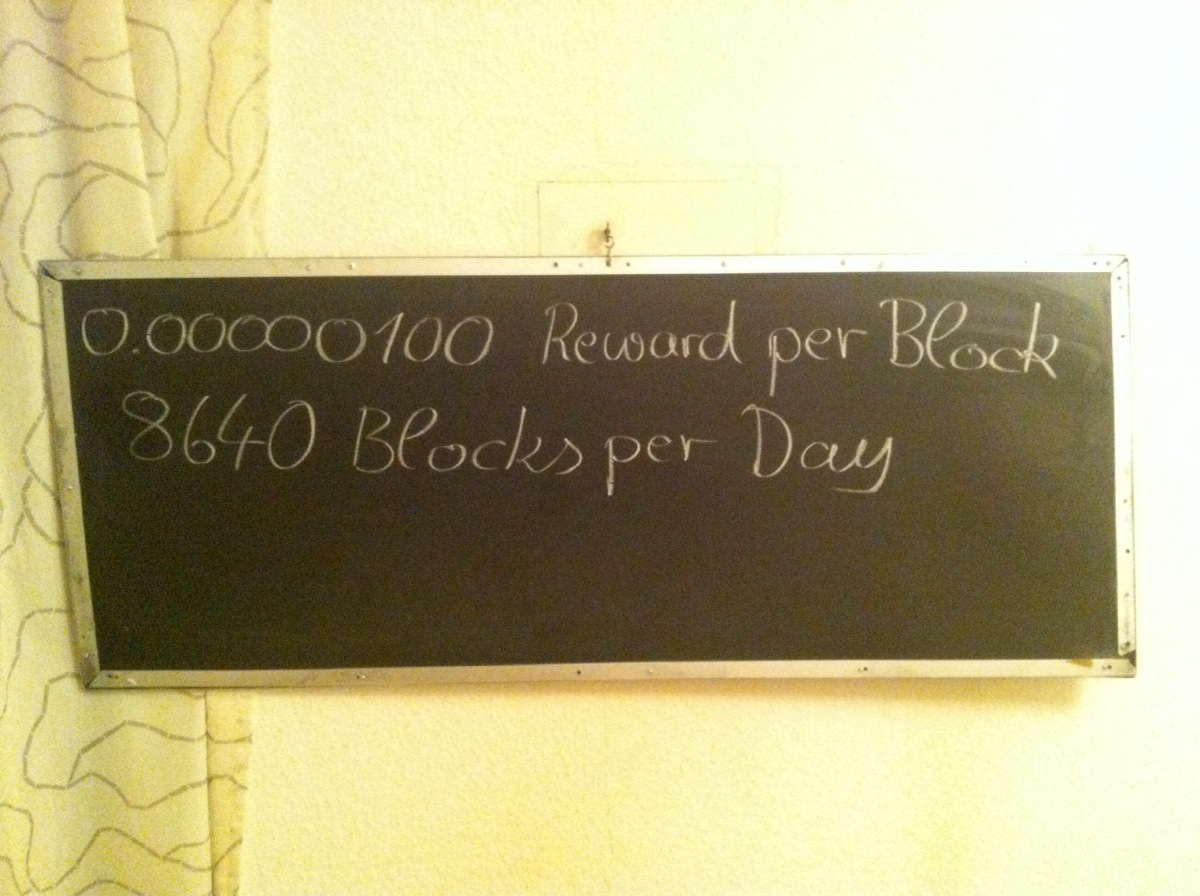 0.00000100 Reward per Block
8640 Blocks per Day